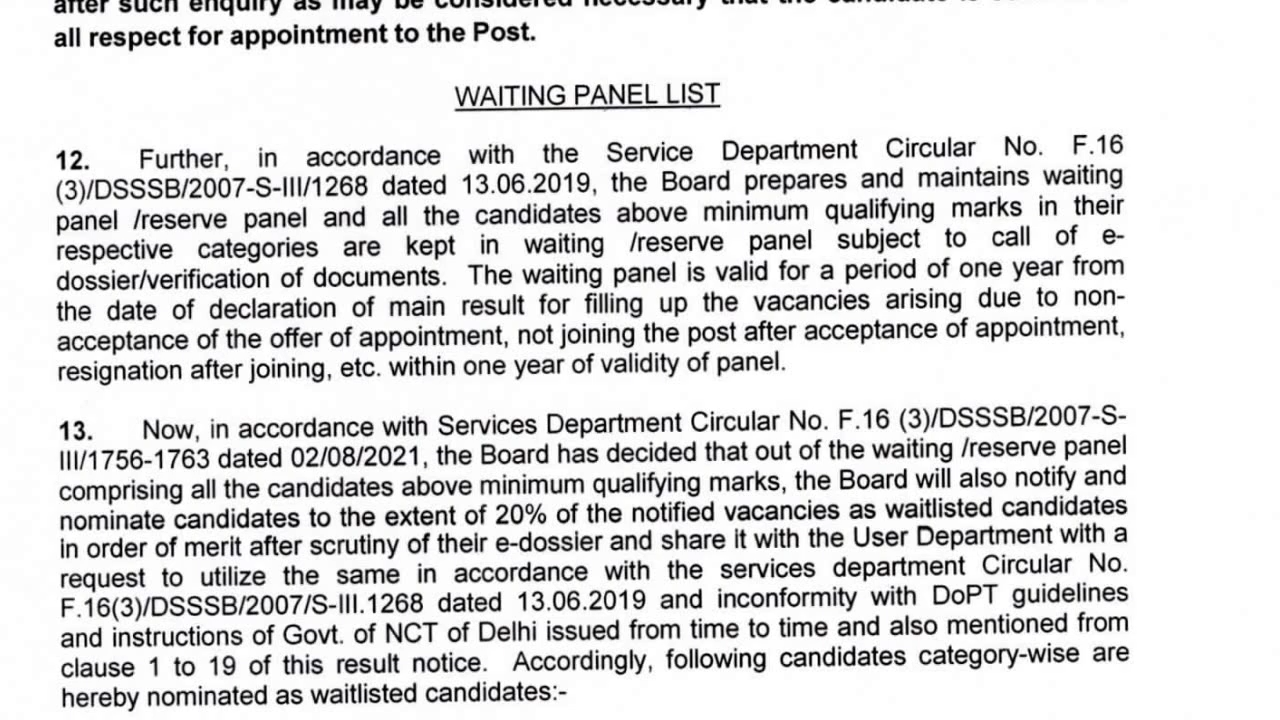 after such enquiry as may be considered necessary that the candidate is
all respect for appointment to the Post.
WAITING PANEL LIST
12. Further, in accordance with the Service Department Circular No. F.16
(3)/DSSSB/2007-S-III/1268 dated 13.06.2019, the Board prepares and maintains waiting
panel /reserve panel and all the candidates above minimum qualifying marks in their
respective categories are kept in waiting /reserve panel subject to call of e-
dossier/verification of documents. The waiting panel is valid for a period of one year from
the date of declaration of main result for filling up the vacancies arising due to non-
acceptance of the offer of appointment, not joining the post after acceptance of appointment,
resignation after joining, etc. within one year of validity of panel.
13. Now, in accordance with Services Department Circular No. F.16 (3)/DSSSB/2007-S-
III/1756-1763 dated 02/08/2021, the Board has decided that out of the waiting /reserve panel
comprising all the candidates above minimum qualifying marks, the Board will also notify and
nominate candidates to the extent of 20% of the notified vacancies as waitlisted candidates
in order of merit after scrutiny of their e-dossier and share it with the User Department with a
request to utilize the same in accordance with the services department Circular No.
F.16(3)/DSSSB/2007/S-III.1268 dated 13.06.2019 and inconformity with DoPT guidelines
and instructions of Govt. of NCT of Delhi issued from time to time and also mentioned from
clause 1 to 19 of this result notice. Accordingly, following candidates category-wise are
hereby nominated as waitlisted candidates:-